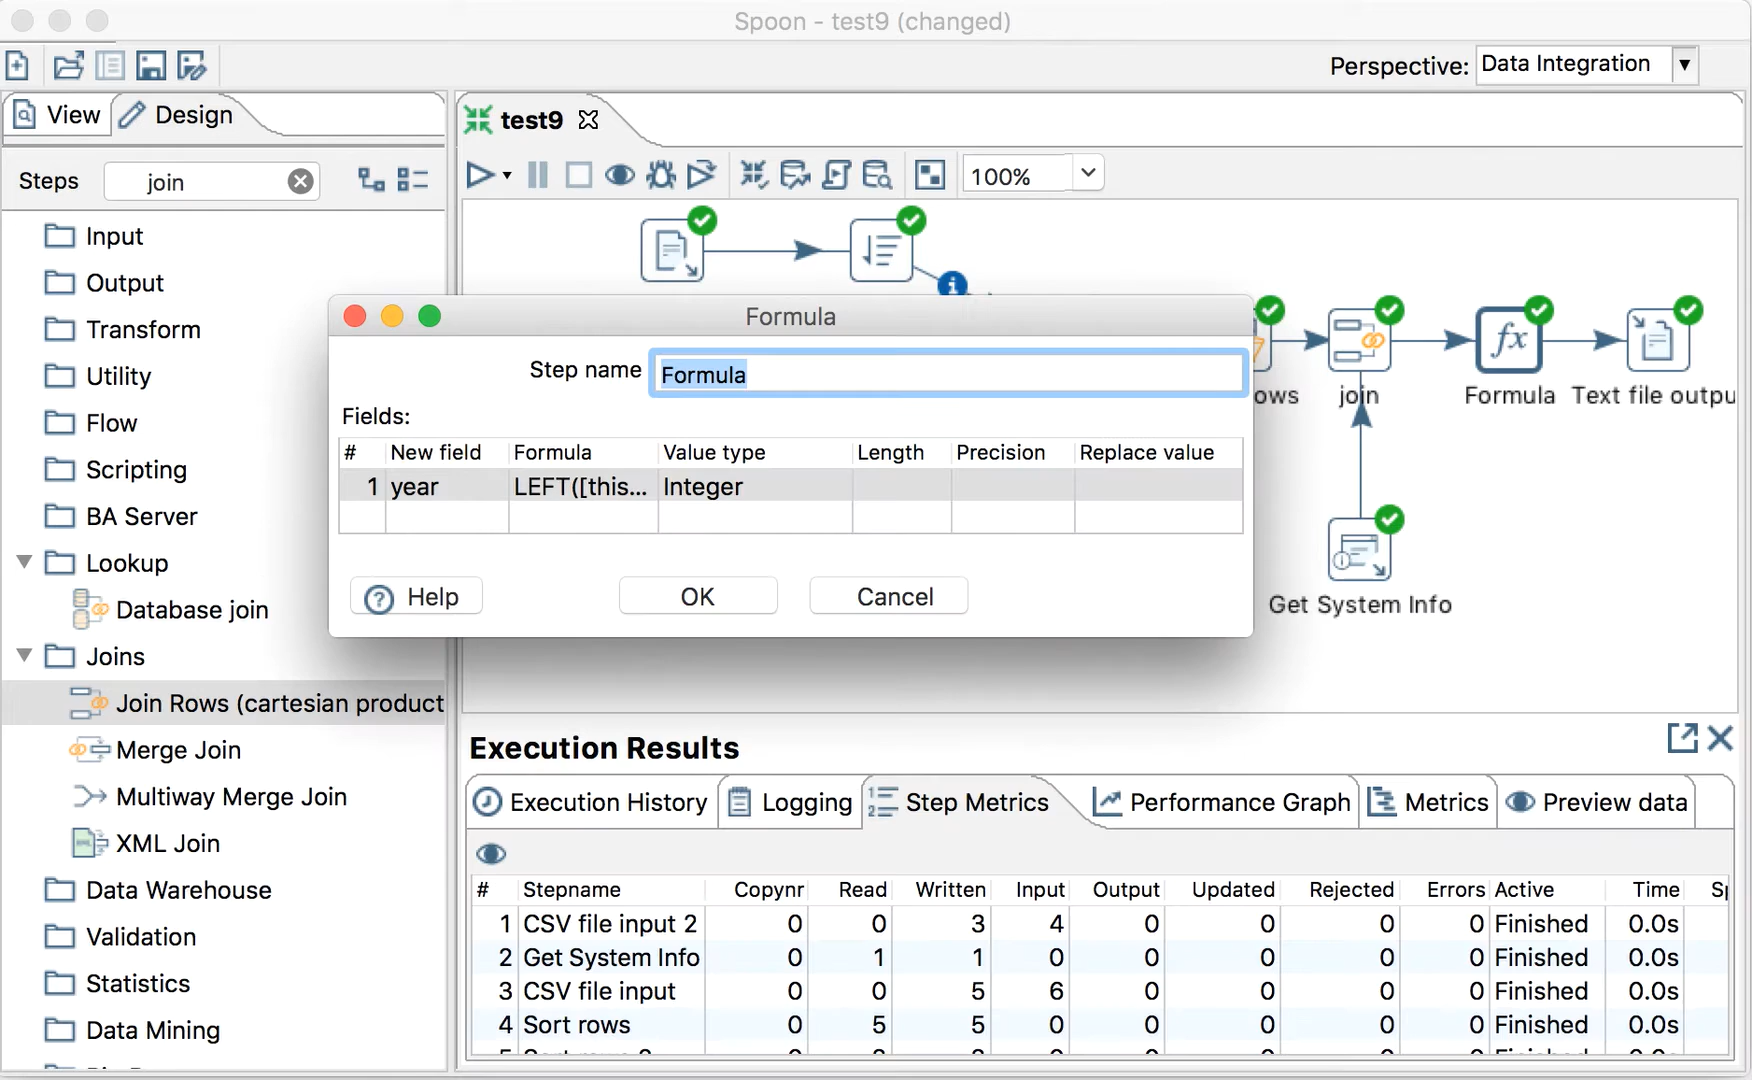 Spoon - test9 (changed)
Perspective: Data Integration
View Design
test9
Steps join
100%
Input
Output
Transform
Utility
Flow
Scripting
BA Server
Lookup
Database join
Joins
Join Rows (cartesian product
Merge Join
Multiway Merge Join
XML Join
Data Warehouse
Validation
Statistics
Data Mining
ows join Formula Text file outpu
Get System Info
Formula
Step name Formula
Fields:
# New field Formula Value type Length Precision Replace value
1 year LEFT([this... Integer
Help OK Cancel
Execution Results
Execution History Logging Step Metrics Performance Graph Metrics Preview data
# Stepname Copynr Read Written Input Output Updated Rejected Errors Active Time
1 CSV file input 2 0 0 3 4 0 0 0 0 Finished 0.0s
2 Get System Info 0 1 1 0 0 0 0 0 Finished 0.0s
3 CSV file input 0 0 5 6 0 0 0 0 Finished 0.0s
4 Sort rows 0 5 5 0 0 0 0 0 Finished 0.0s